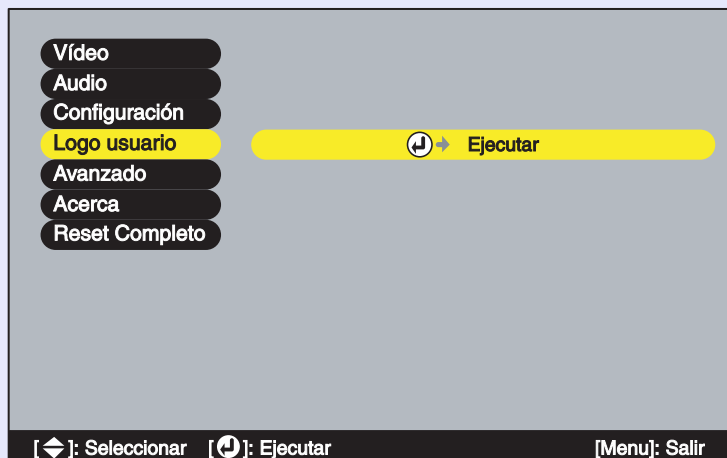 Vídeo
Audio
Configuración
Logo usuario
Ejecutar
Avanzado
Acerca
Reset Completo
[ ]: Seleccionar [ ]: Ejecutar [Menu]: Salir